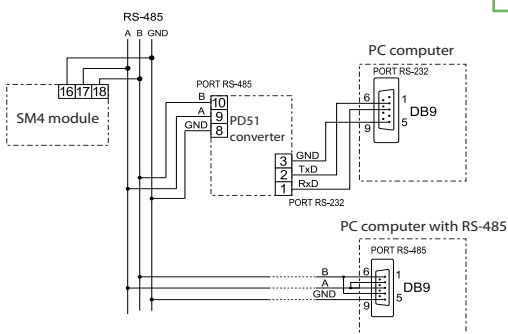 RS-485
A B GND
16 17 18
SM4 module
PORT RS-485
B 10
A 9
GND 8
PD51
converter
3 GND
2 TxD
1 RxD
PORT RS-232
PC computer
PORT RS-232
6 1
DB9
9 5
PC computer with RS-485
PORT RS-485
B 6 1
A DB9
GND 5
9